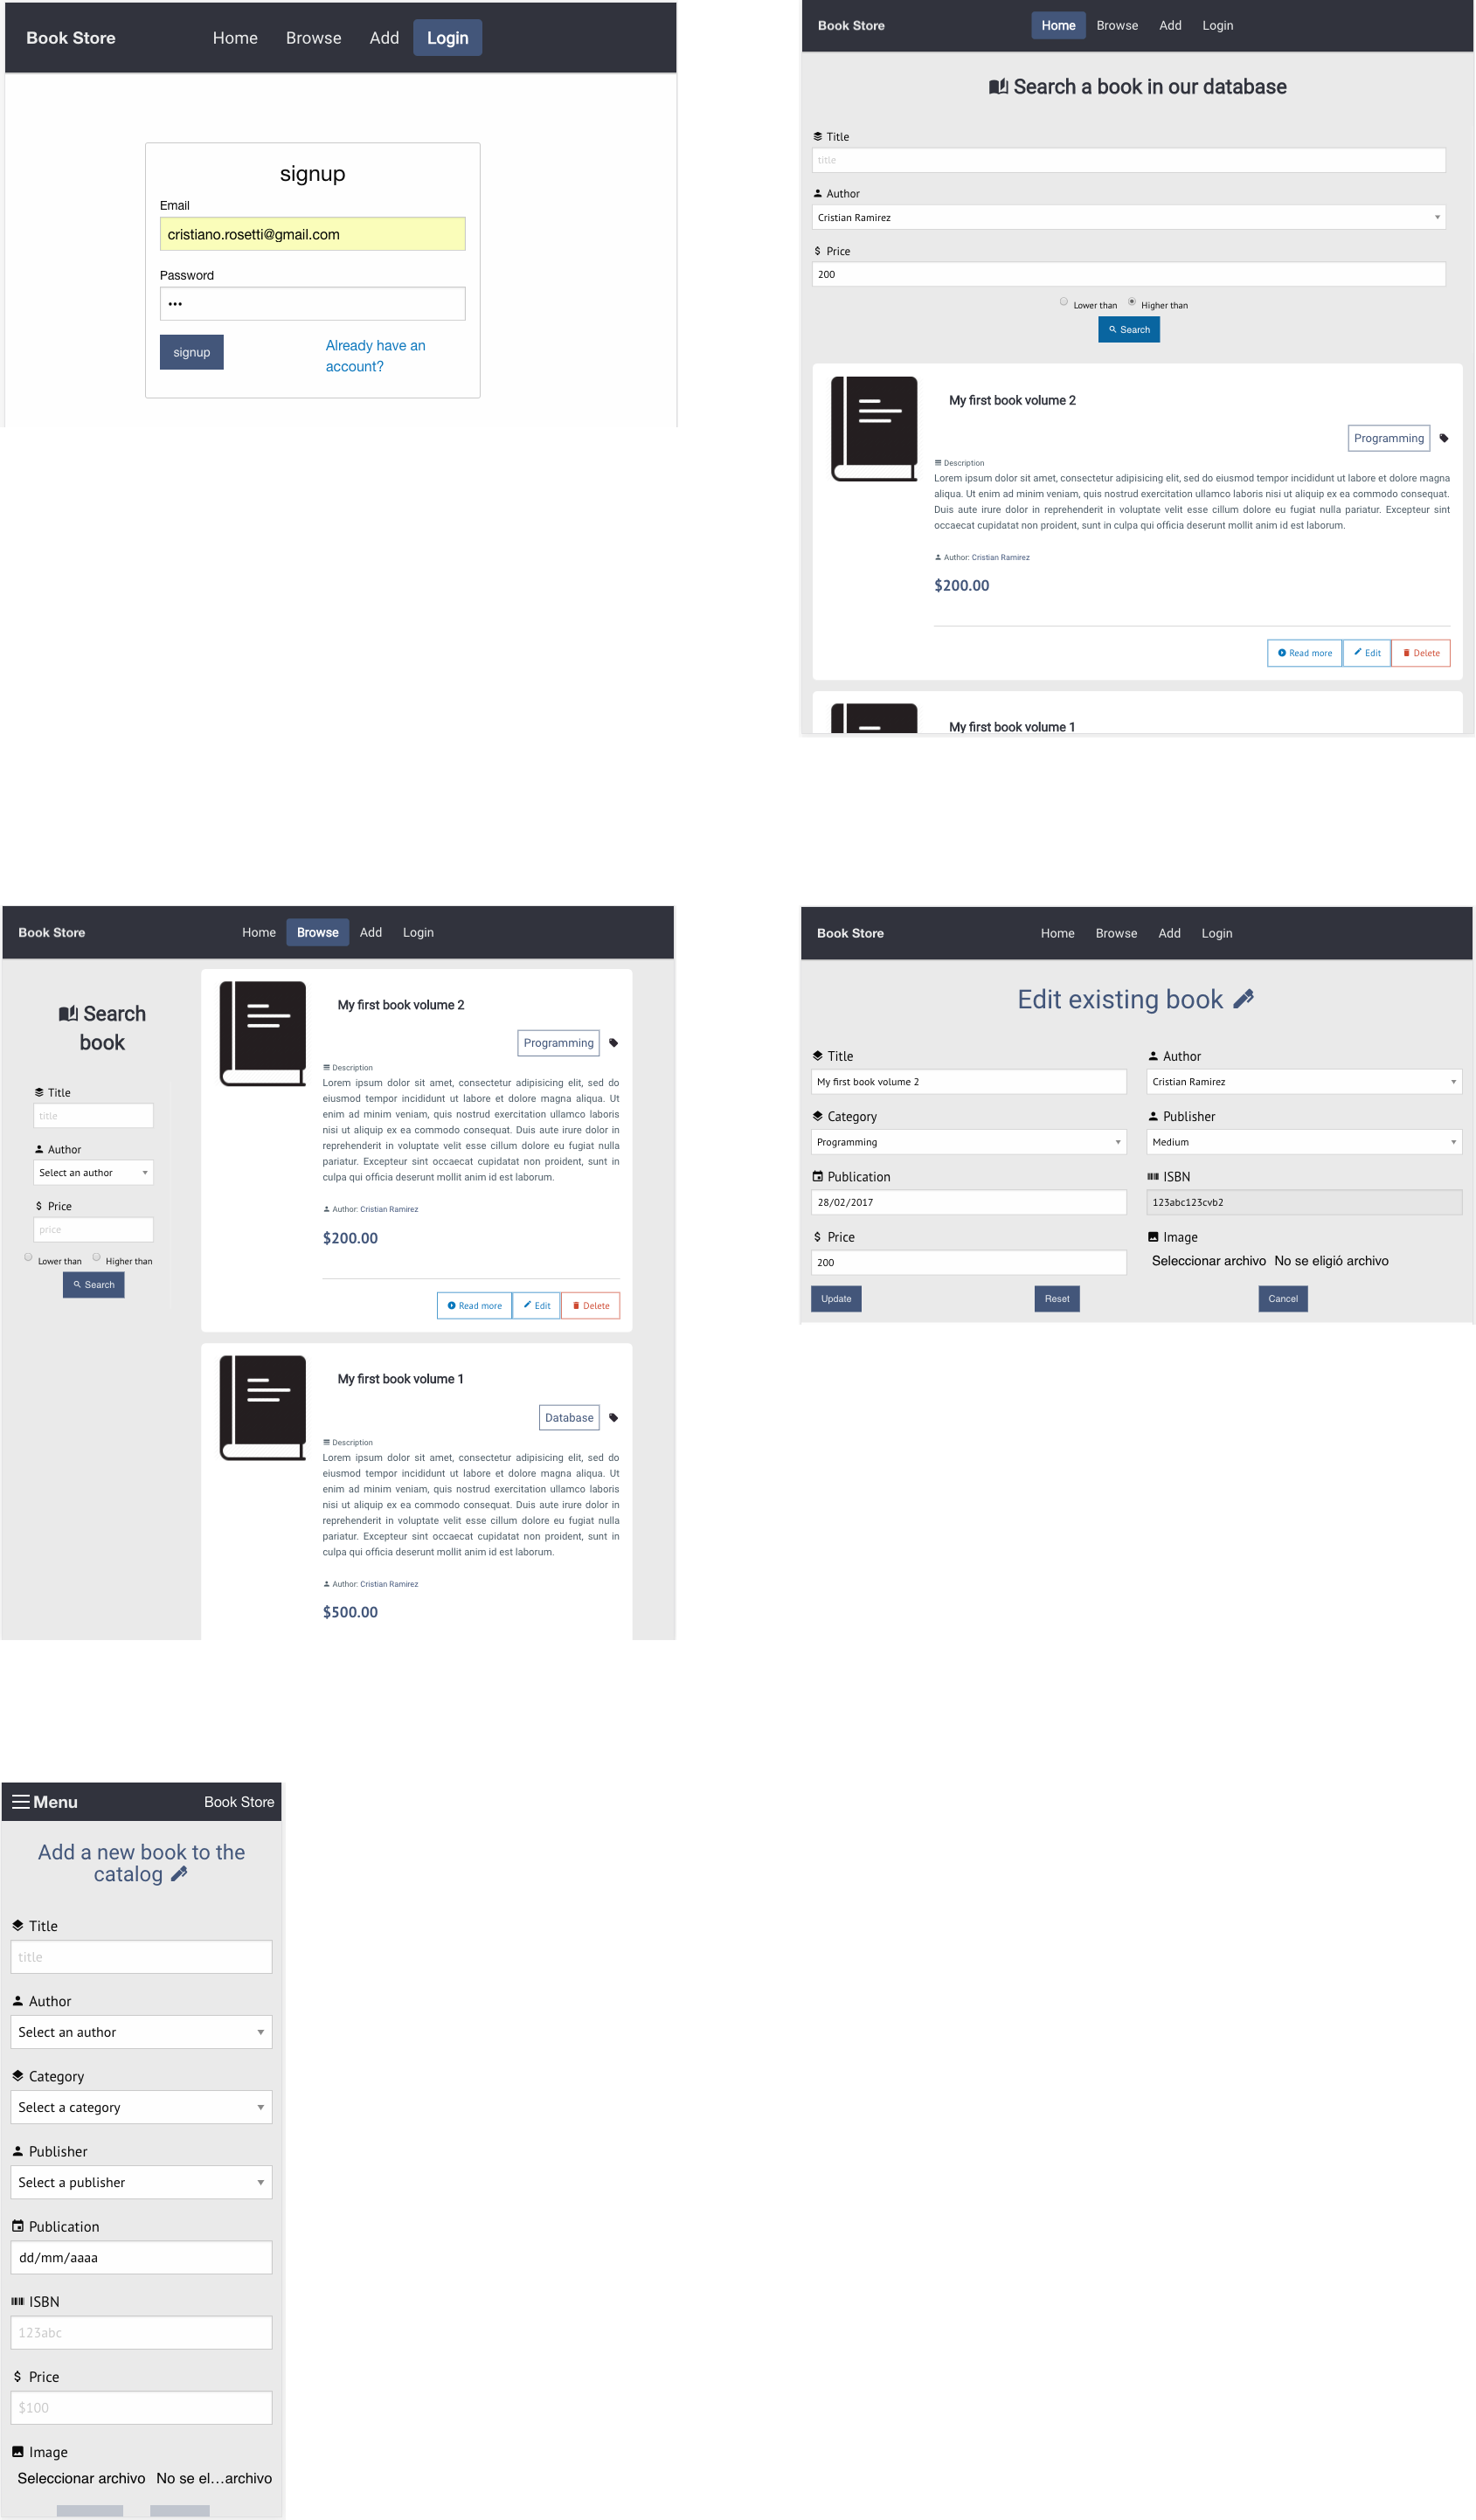 Book Store Home Browse Add Login
signup
Email
cristiano.rosetti@gmail.com
Password
•••
signup Already have an
account?
Book Store Home Browse Add Login
Search a book in our database
Title
title
Author
Cristian Ramirez
$ Price
200
Lower than Higher than
Search
My first book volume 2
Programming
Description
Lorem ipsum dolor sit amet, consectetur adipisicing elit, sed do eiusmod tempor incididunt ut labore et dolore magna
aliqua. Ut enim ad minim veniam, quis nostrud exercitation ullamco laboris nisi ut aliquip ex ea commodo consequat.
Duis aute irure dolor in reprehenderit in voluptate velit esse cillum dolore eu fugiat nulla pariatur. Excepteur sint
occaecat cupidatat non proident, sunt in culpa qui officia deserunt mollit anim id est laborum.
Author: Cristian Ramirez
$200.00
Read more Edit Delete
My first book volume 1
Book Store Home Browse Add Login
Search
book
Title
title
Author
Select an author
$ Price
price
Lower than Higher than
Search
My first book volume 2
Programming
Description
Lorem ipsum dolor sit amet, consectetur adipisicing elit, sed do
eiusmod tempor incididunt ut labore et dolore magna aliqua. Ut
enim ad minim veniam, quis nostrud exercitation ullamco laboris
nisi ut aliquip ex ea commodo consequat. Duis aute irure dolor in
reprehenderit in voluptate velit esse cillum dolore eu fugiat nulla
pariatur. Excepteur sint occaecat cupidatat non proident, sunt in
culpa qui officia deserunt mollit anim id est laborum.
Author: Cristian Ramirez
$200.00
Read more Edit Delete
My first book volume 1
Database
Description
Lorem ipsum dolor sit amet, consectetur adipisicing elit, sed do
eiusmod tempor incididunt ut labore et dolore magna aliqua. Ut
enim ad minim veniam, quis nostrud exercitation ullamco laboris
nisi ut aliquip ex ea commodo consequat. Duis aute irure dolor in
reprehenderit in voluptate velit esse cillum dolore eu fugiat nulla
pariatur. Excepteur sint occaecat cupidatat non proident, sunt in
culpa qui officia deserunt mollit anim id est laborum.
Author: Cristian Ramirez
$500.00
Book Store Home Browse Add Login
Edit existing book
Title Author
My first book volume 2 Cristian Ramirez
Category Publisher
Programming Medium
Publication ISBN
28/02/2017 123abc123cvb2
$ Price Image
200 Seleccionar archivo No se eligió archivo
Update Reset Cancel
Menu Book Store
Add a new book to the
catalog
Title
title
Author
Select an author
Category
Select a category
Publisher
Select a publisher
Publication
dd/mm/aaaa
ISBN
123abc
$ Price
$100
Image
Seleccionar archivo No se el...archivo